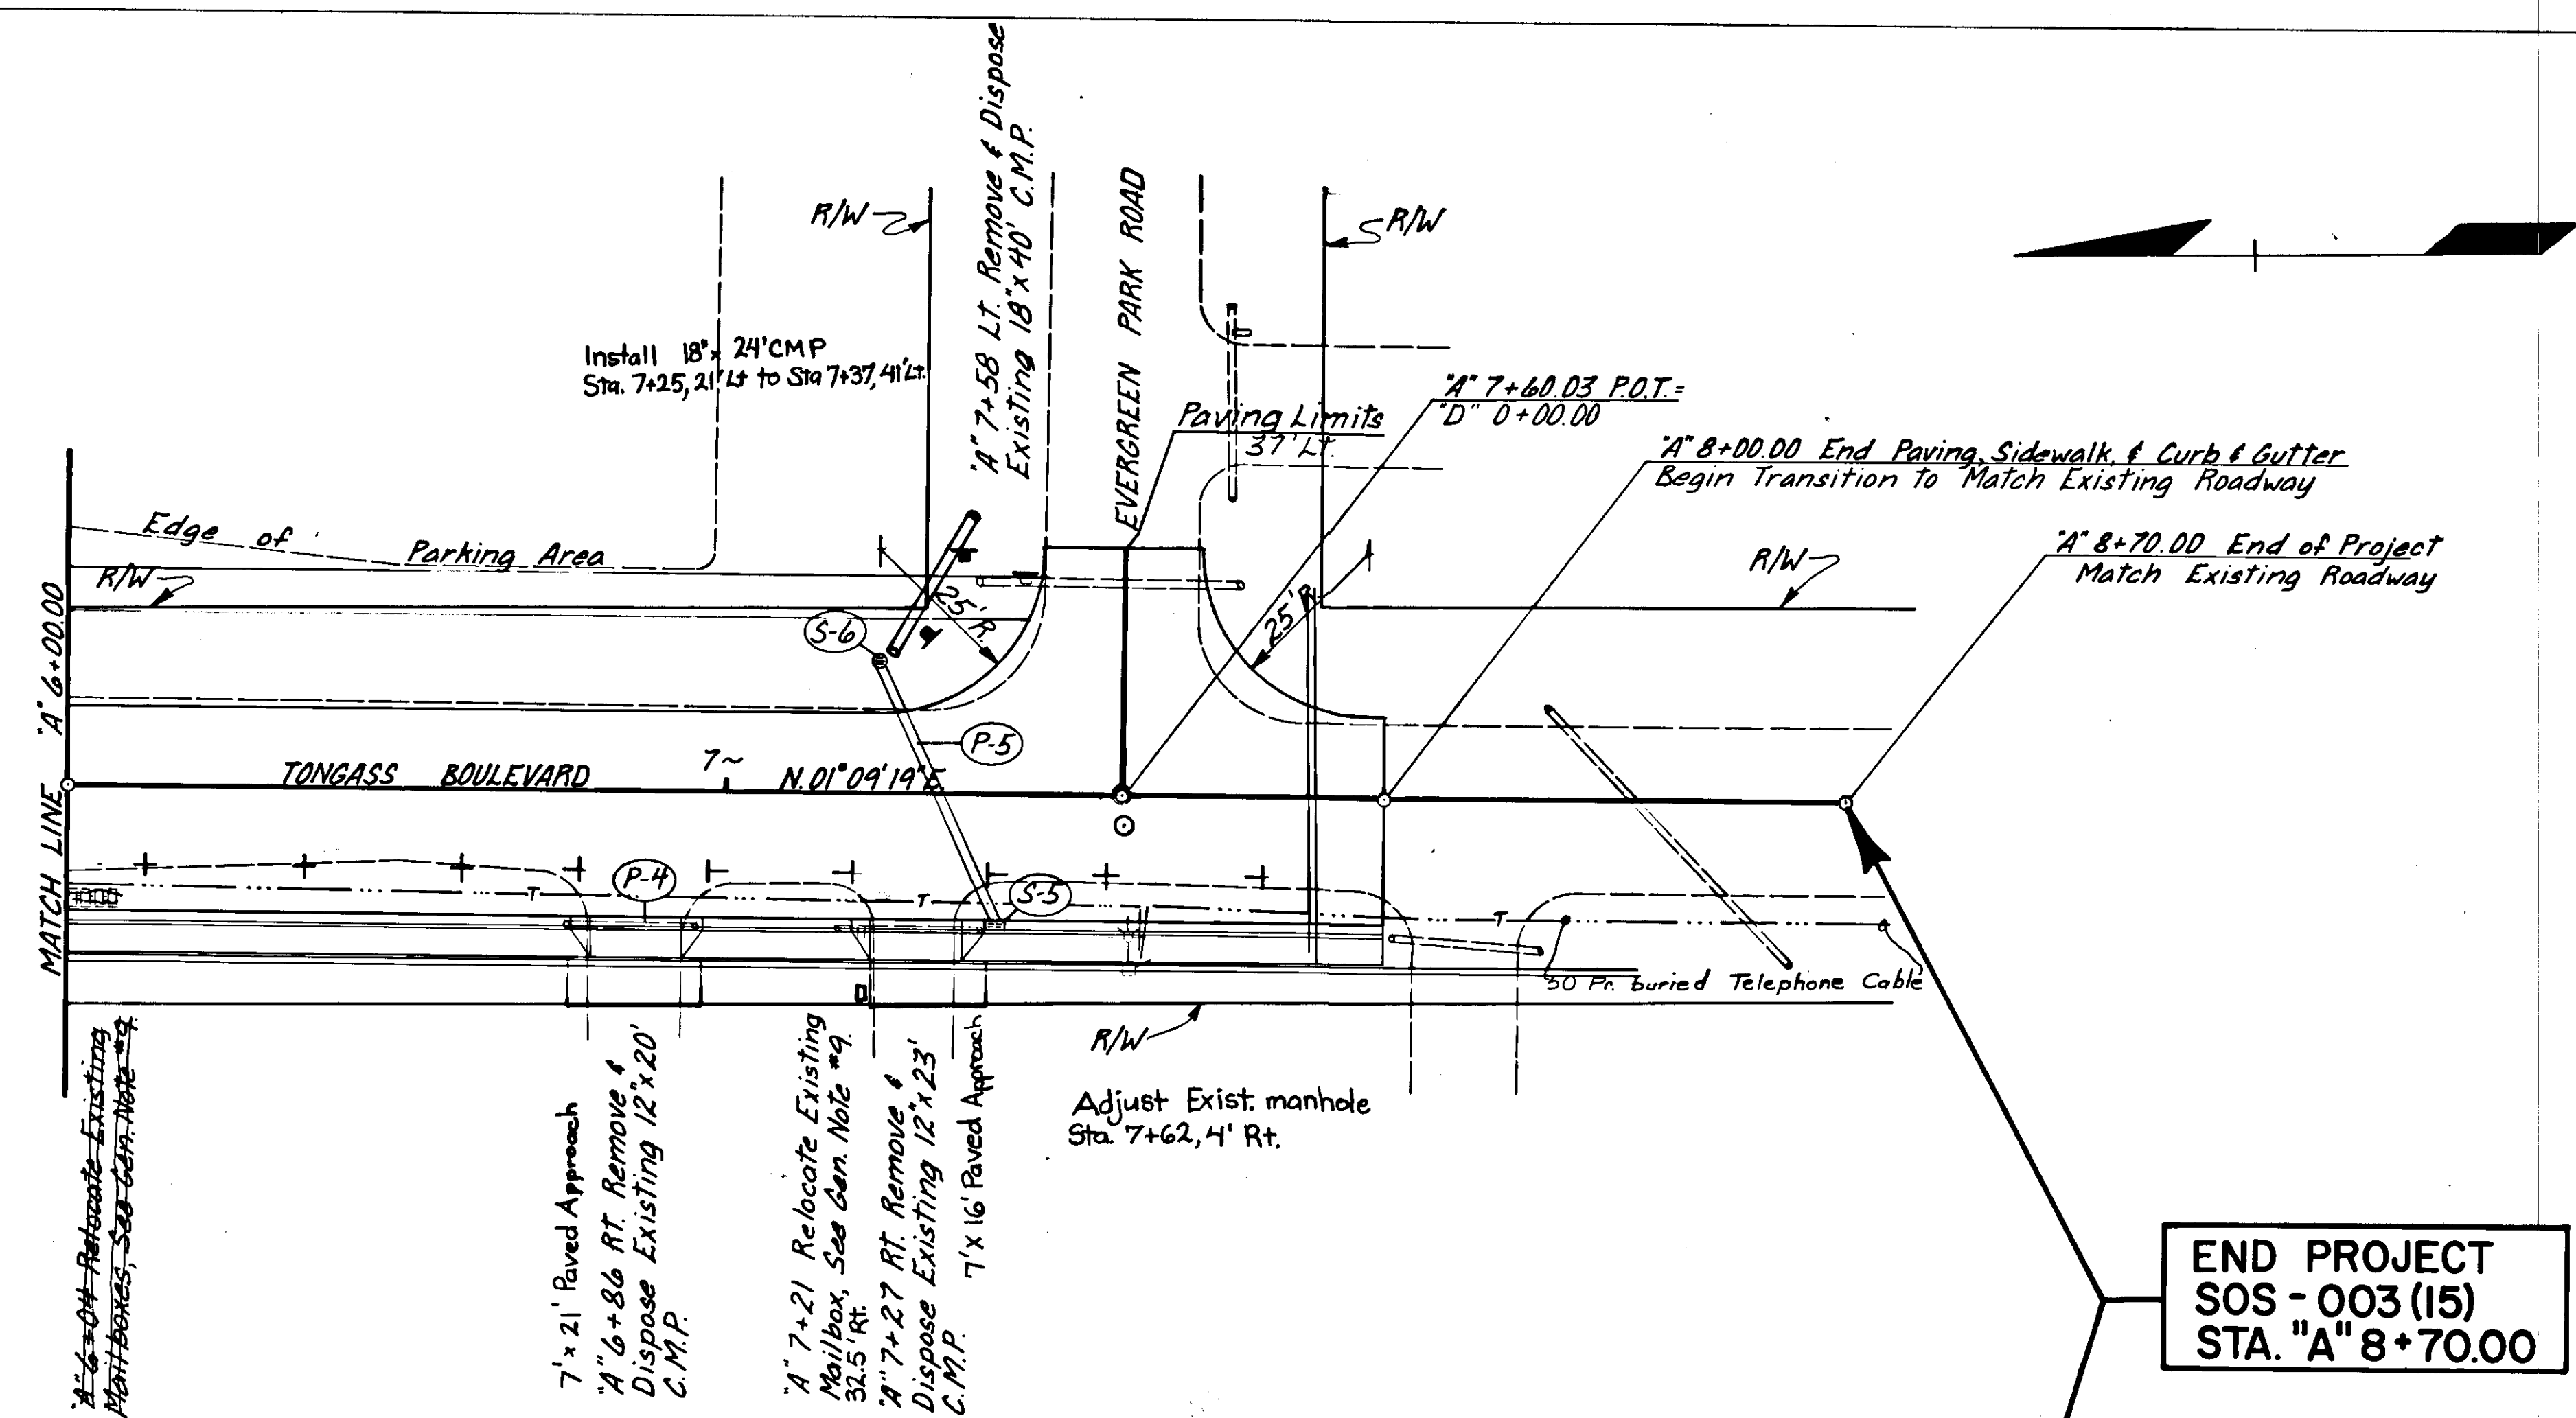 "A" 7+58 Lt. Remove & Dispose
Existing 18"x 40' C.M.P.
EVERGREEN PARK ROAD
R/W
R/W
Install 18"x 24'CMP
Sta. 7+25, 21' Lt to Sta 7+37, 41' Lt.
Paving Limits
37' Lt.
"A" 7+60.03 P.O.T.=
"D" 0+00.00
"A" 8+00.00 End Paving, Sidewalk, & Curb & Gutter
Begin Transition to Match Existing Roadway
"A" 8+70.00 End of Project
Match Existing Roadway
Edge of Parking Area
R/W
R/W
25' R.
25' R.
S-6
P-5
MATCH LINE "A" 6+00.00
TONGASS BOULEVARD
7~
N.01°09'19"E
P-4
S-5
T
T
T
50 Pr. Buried Telephone Cable
R/W
"A" 6+04 Relocate Existing
Mailboxes, See Gen. Note #9.
7' x 21' Paved Approach
"A" 6+86 Rt. Remove &
Dispose Existing 12"x 20'
C.M.P.
"A" 7+21 Relocate Existing
Mailbox, See Gen. Note #9.
32.5' Rt.
"A" 7+27 Rt. Remove &
Dispose Existing 12"x 23'
C.M.P.
7' x 16' Paved Approach
Adjust Exist. manhole
Sta. 7+62, 4' Rt.
END PROJECT
SOS-003(15)
STA. "A" 8+70.00